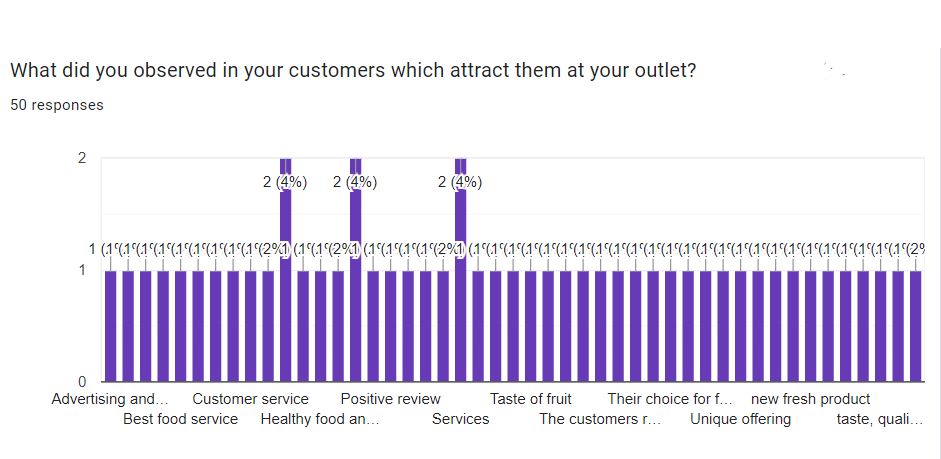 What did you observed in your customers which attract them at your outlet?
50 responses
2
2 (4%) 2 (4%) 2 (4%)
1
0
Advertising and… Customer service Positive review Taste of fruit Their choice for f… new fresh product
Best food service Healthy food an… Services The customers r… Unique offering taste, quali…